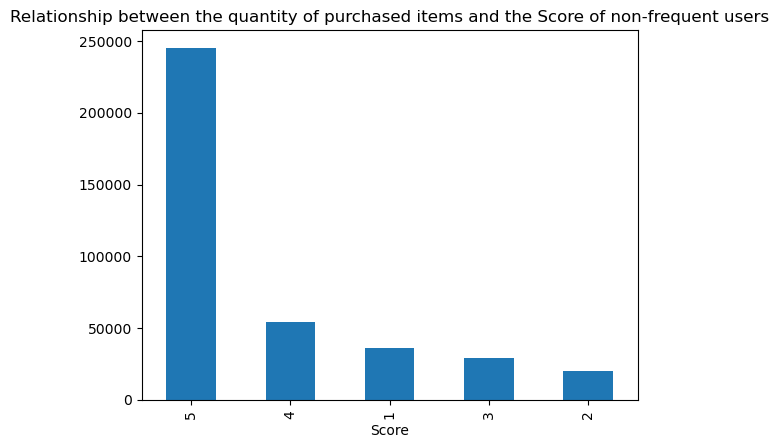 Relationship between the quantity of purchased items and the Score of non-frequent users
250000
200000
150000
100000
50000
0
5 4 1 3 2
Score